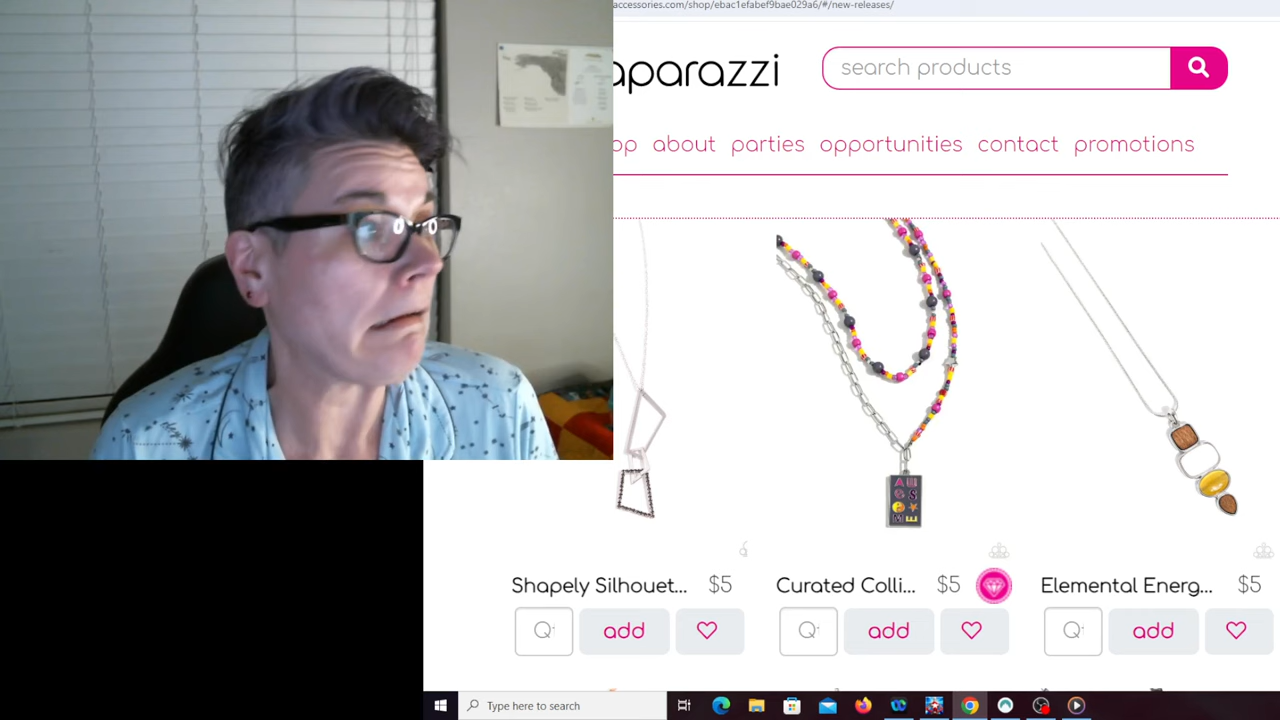 accessories.com/shop/ebac1efabef9bae029a6/#/new-releases/
aparazzi
search products
op about parties opportunities contact promotions
Shapely Silhouet... $5
Curated Colli... $5
Elemental Energ... $5
add
add
add
Type here to search